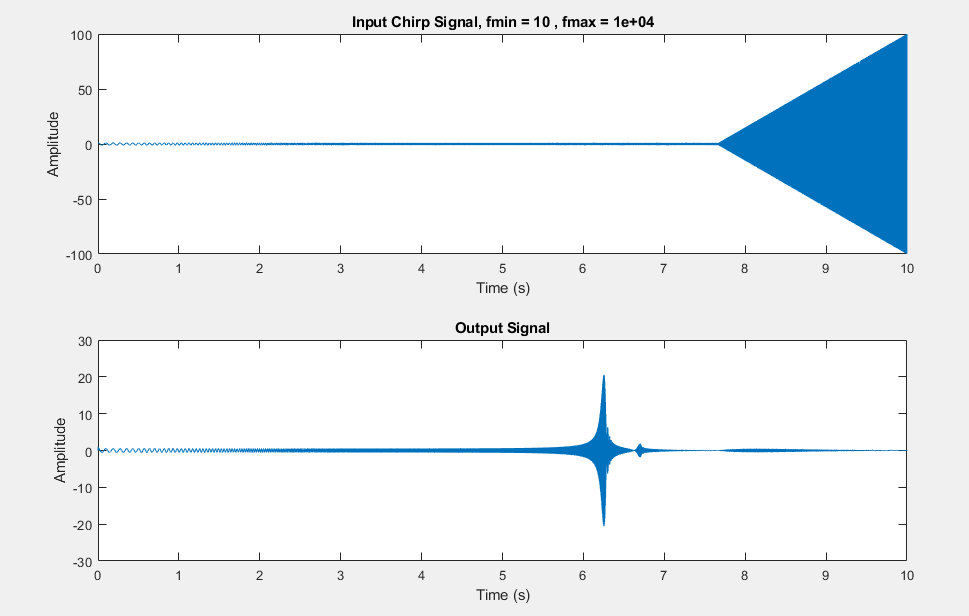 Input Chirp Signal, fmin = 10 , fmax = 1e+04
100
50
0
-50
-100
Amplitude
0 1 2 3 4 5 6 7 8 9 10
Time (s)
Output Signal
30
20
10
0
-10
-20
-30
Amplitude
0 1 2 3 4 5 6 7 8 9 10
Time (s)